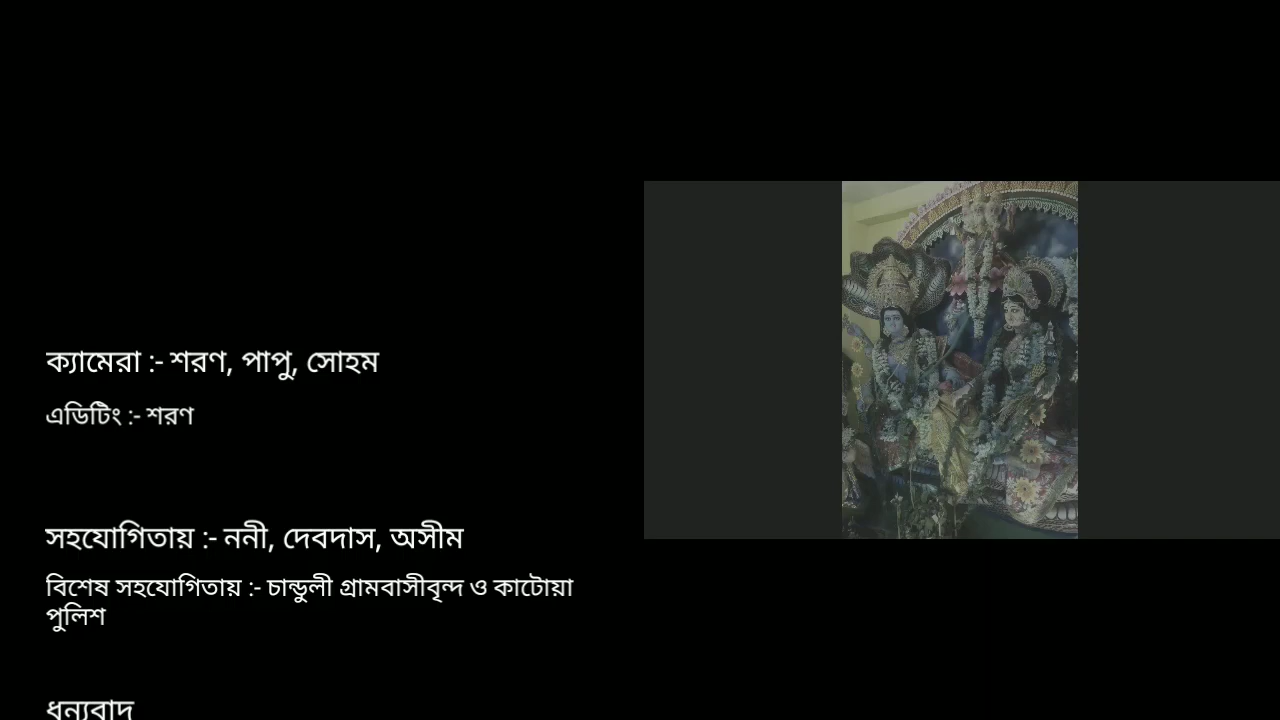 ক্যামেরা :- শরণ, পাপু, সোহম
এডিটিং :- শরণ
সহযোগিতায় :- ননী, দেবদাস, অসীম
বিশেষ সহযোগিতায় :- চান্ডুলী গ্রামবাসীবৃন্দ ও কাটোয়া
পুলিশ
ধন্যবাদ